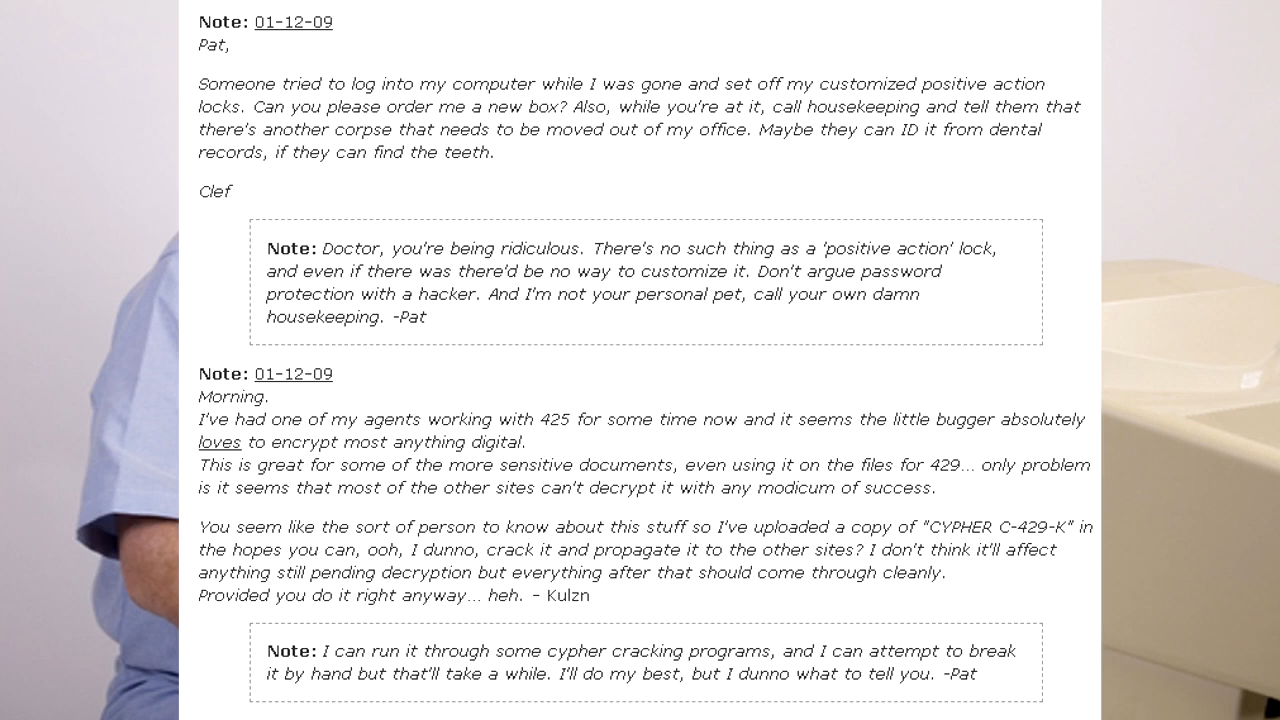 Note: 01-12-09
Pat,
Someone tried to log into my computer while I was gone and set off my customized positive action
locks. Can you please order me a new box? Also, while you're at it, call housekeeping and tell them that
there's another corpse that needs to be moved out of my office. Maybe they can ID it from dental
records, if they can find the teeth.
Clef
Note: Doctor, you're being ridiculous. There's no such thing as a 'positive action' lock,
and even if there was there'd be no way to customize it. Don't argue password
protection with a hacker. And I'm not your personal pet, call your own damn
housekeeping. -Pat
Note: 01-12-09
Morning.
I've had one of my agents working with 425 for some time now and it seems the little bugger absolutely
loves to encrypt most anything digital.
This is great for some of the more sensitive documents, even using it on the files for 429... only problem
is it seems that most of the other sites can't decrypt it with any modicum of success.
You seem like the sort of person to know about this stuff so I've uploaded a copy of "CYPHER C-429-K" in
the hopes you can, ooh, I dunno, crack it and propagate it to the other sites? I don't think it'll affect
anything still pending decryption but everything after that should come through cleanly.
Provided you do it right anyway... heh. - Kulzn
Note: I can run it through some cypher cracking programs, and I can attempt to break
it by hand but that'll take a while. I'll do my best, but I dunno what to tell you. -Pat